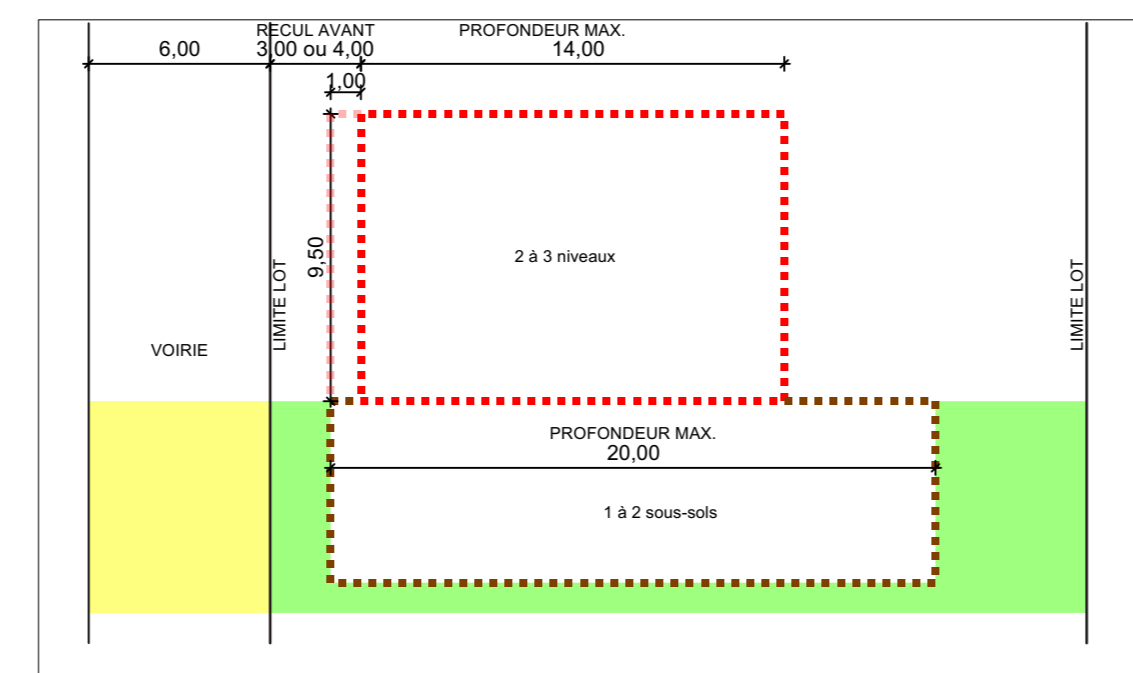 RECUL AVANT
PROFONDEUR MAX.
6,00
3,00 ou 4,00
14,00
1,00
9,50
2 à 3 niveaux
LIMITE LOT
LIMITE LOT
VOIRIE
PROFONDEUR MAX.
20,00
1 à 2 sous-sols